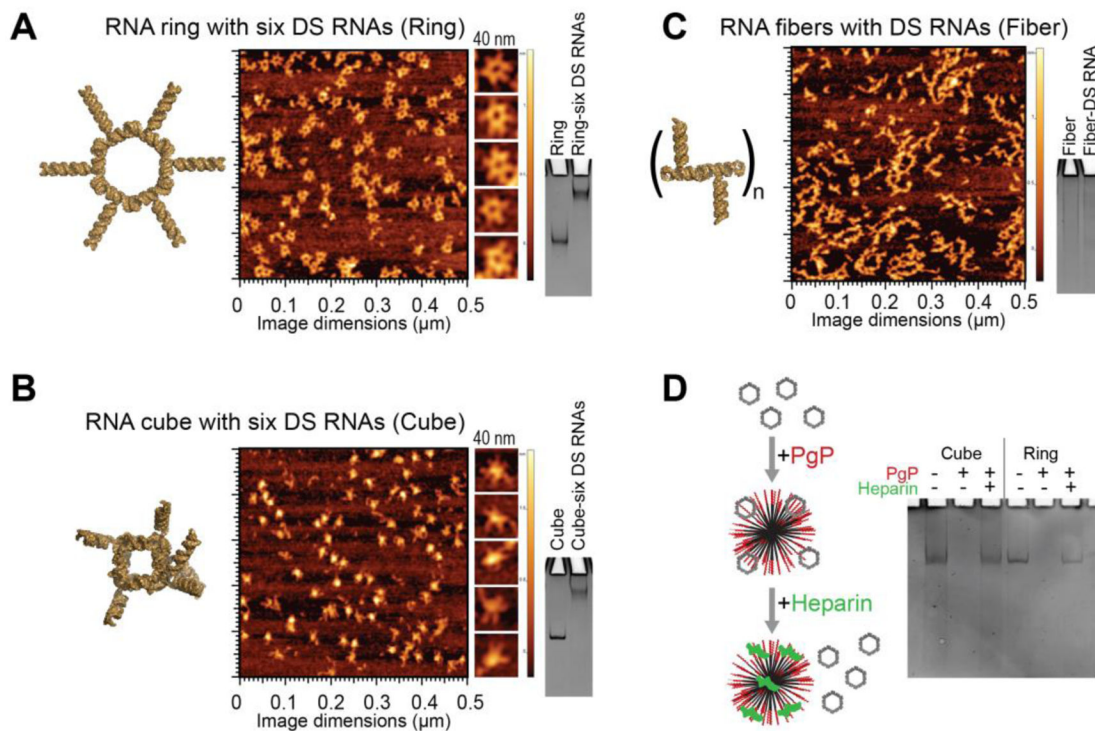 A
RNA ring with six DS RNAs (Ring)
40 nm
Ring
Ring-six DS RNAs
0 0.1 0.2 0.3 0.4 0.5
Image dimensions (µm)
C
RNA fibers with DS RNAs (Fiber)
Fiber
Fiber-DS RNA
( )n
0 0.1 0.2 0.3 0.4 0.5
Image dimensions (µm)
B
RNA cube with six DS RNAs (Cube)
40 nm
Cube
Cube-six DS RNAs
0 0.1 0.2 0.3 0.4 0.5
Image dimensions (µm)
D
+PgP
+Heparin
Cube Ring
PgP - + + - + +
Heparin - - + - - +